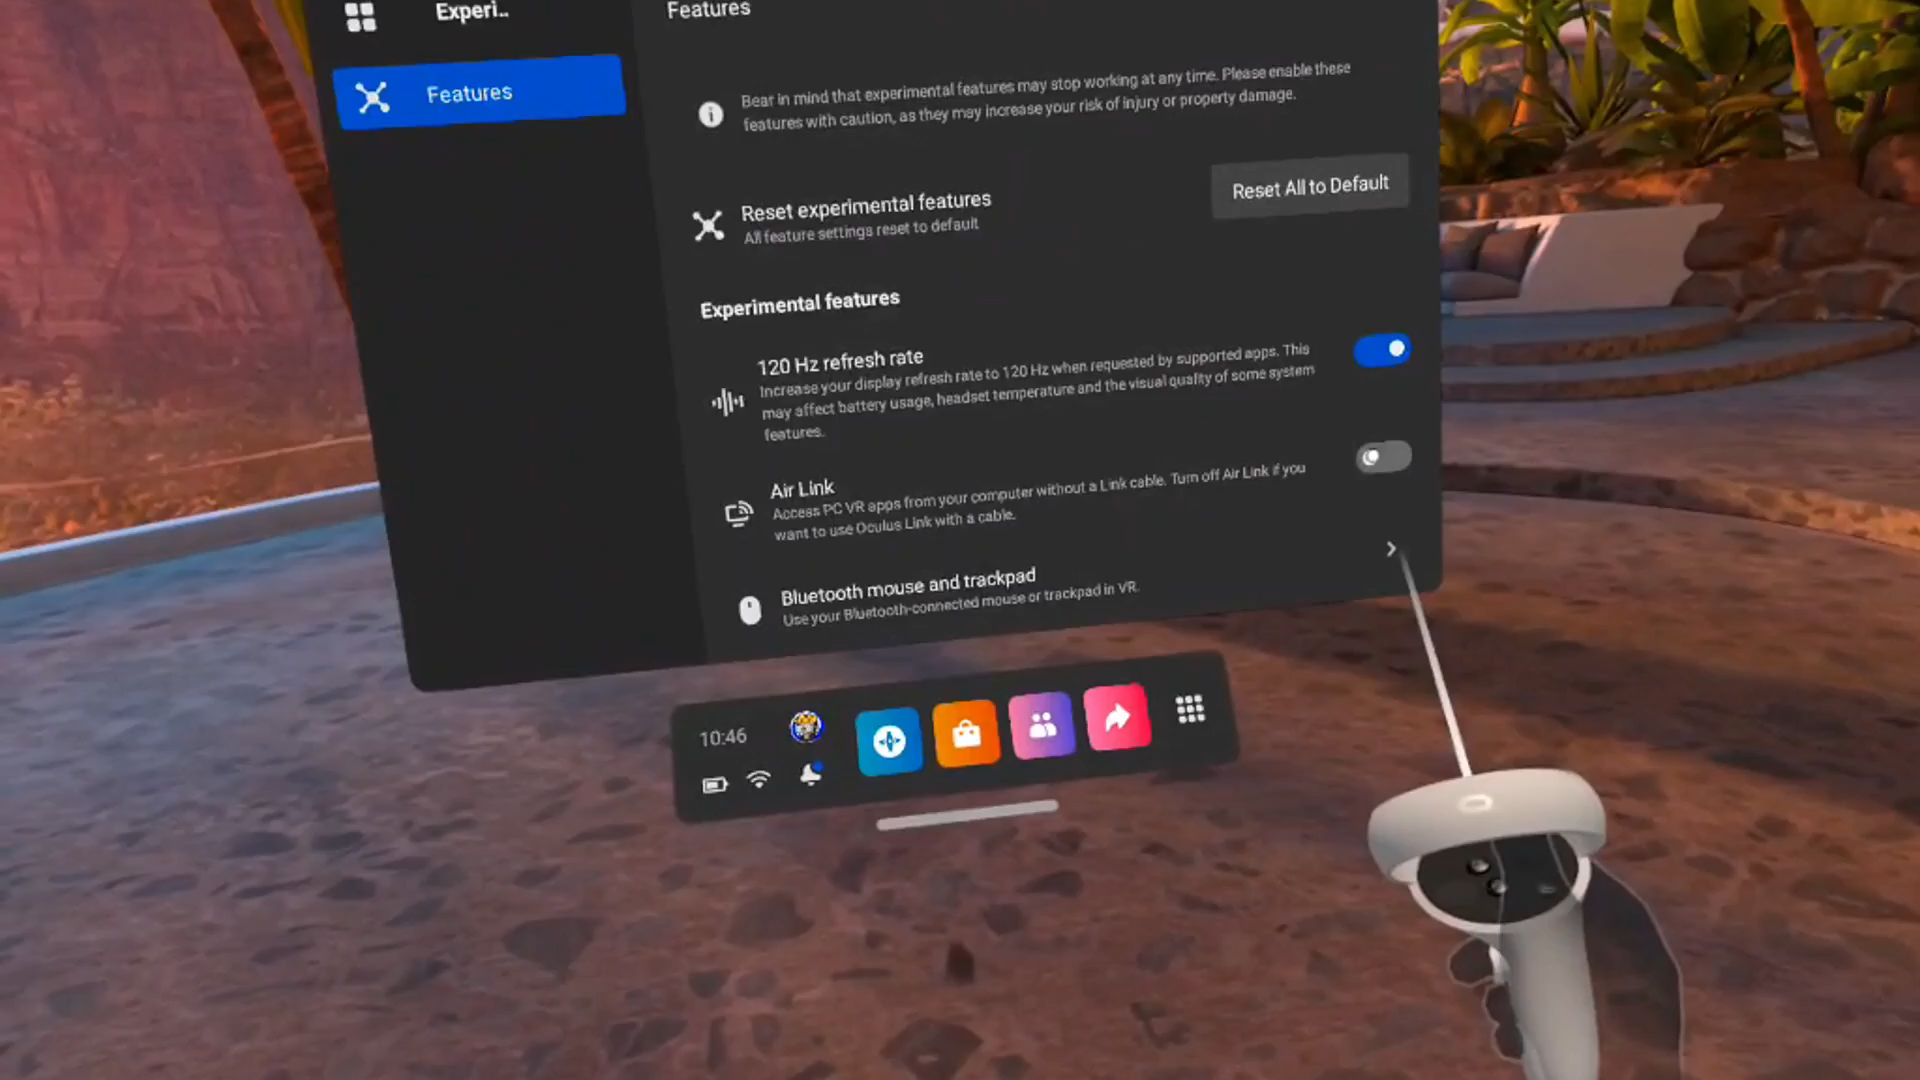 Experi..
Features
Features
Bear in mind that experimental features may stop working at any time. Please enable these
features with caution, as they may increase your risk of injury or property damage.
Reset experimental features
All feature settings reset to default
Reset All to Default
Experimental features
120 Hz refresh rate
Increase your display refresh rate to 120 Hz when requested by supported apps. This
may affect battery usage, headset temperature and the visual quality of some system
features.
Air Link
Access PC VR apps from your computer without a Link cable. Turn off Air Link if you
want to use Oculus Link with a cable.
Bluetooth mouse and trackpad
Use your Bluetooth-connected mouse or trackpad in VR.
10:46